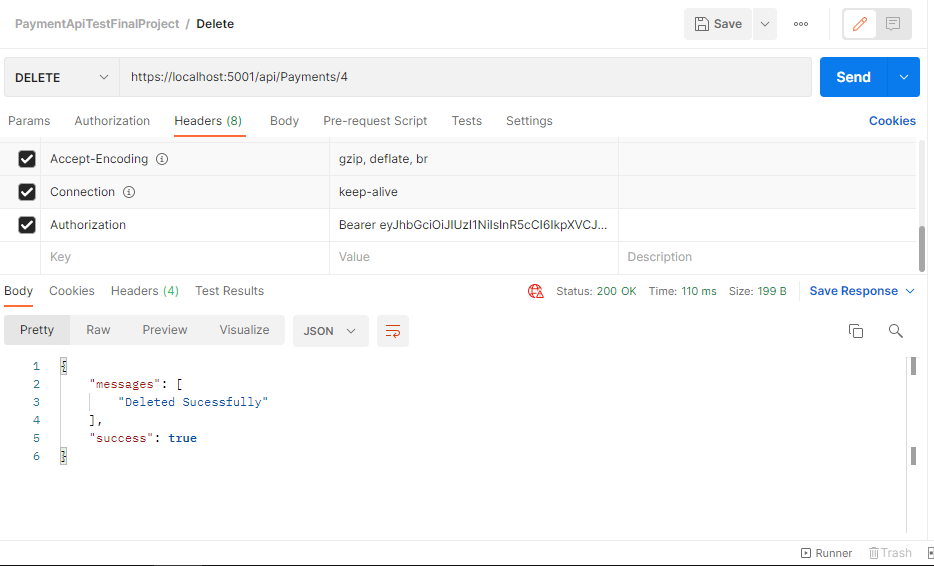 PaymentApiTestFinalProject / Delete Save
DELETE https://localhost:5001/api/Payments/4 Send
Params Authorization Headers (8) Body Pre-request Script Tests Settings Cookies
Accept-Encoding gzip, deflate, br
Connection keep-alive
Authorization Bearer eyJhbGciOiJIUzI1NiIsInR5cCI6IkpXVCJ...
Key Value Description
Body Cookies Headers (4) Test Results Status: 200 OK Time: 110 ms Size: 199 B Save Response
Pretty Raw Preview Visualize JSON
1 {
2 "messages": [
3 "Deleted Sucessfully"
4 ],
5 "success": true
6 }
Runner Trash